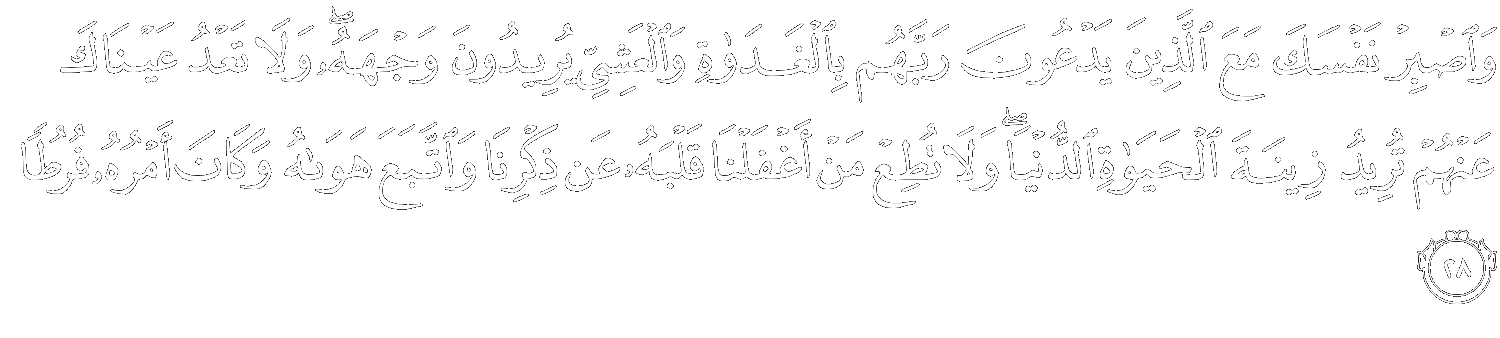 وَٱصْبِرْ نَفْسَكَ مَعَ ٱلَّذِينَ يَدْعُونَ رَبَّهُم بِٱلْغَدَوٰةِ وَٱلْعَشِىِّ يُرِيدُونَ وَجْهَهُۥۖ وَلَا تَعْدُ عَيْنَاكَ
عَنْهُمْ تُرِيدُ زِينَةَ ٱلْحَيَوٰةِ ٱلدُّنْيَاۖ وَلَا تُطِعْ مَنْ أَغْفَلْنَا قَلْبَهُۥ عَن ذِكْرِنَا وَٱتَّبَعَ هَوَىٰهُ وَكَانَ أَمْرُهُۥ فُرُطًا
٢٨